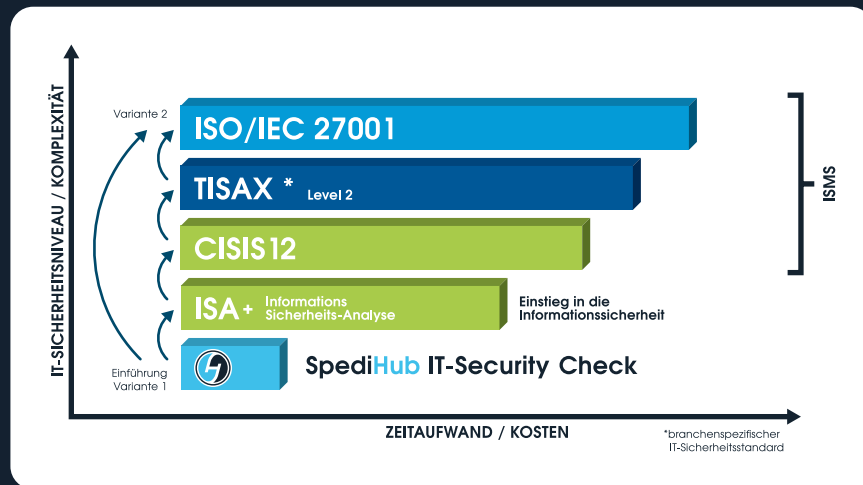 IT-SICHERHEITSNIVEAU / KOMPLEXITÄT
Variante 2
ISO/IEC 27001
TISAX * Level 2
CISIS12
ISA+ Informations
Sicherheits-Analyse
Einstieg in die
Informationssicherheit
Einführung
Variante 1
SpediHub IT-Security Check
ISMS
ZEITAUFWAND / KOSTEN
*branchenspezifischer
IT-Sicherheitsstandard